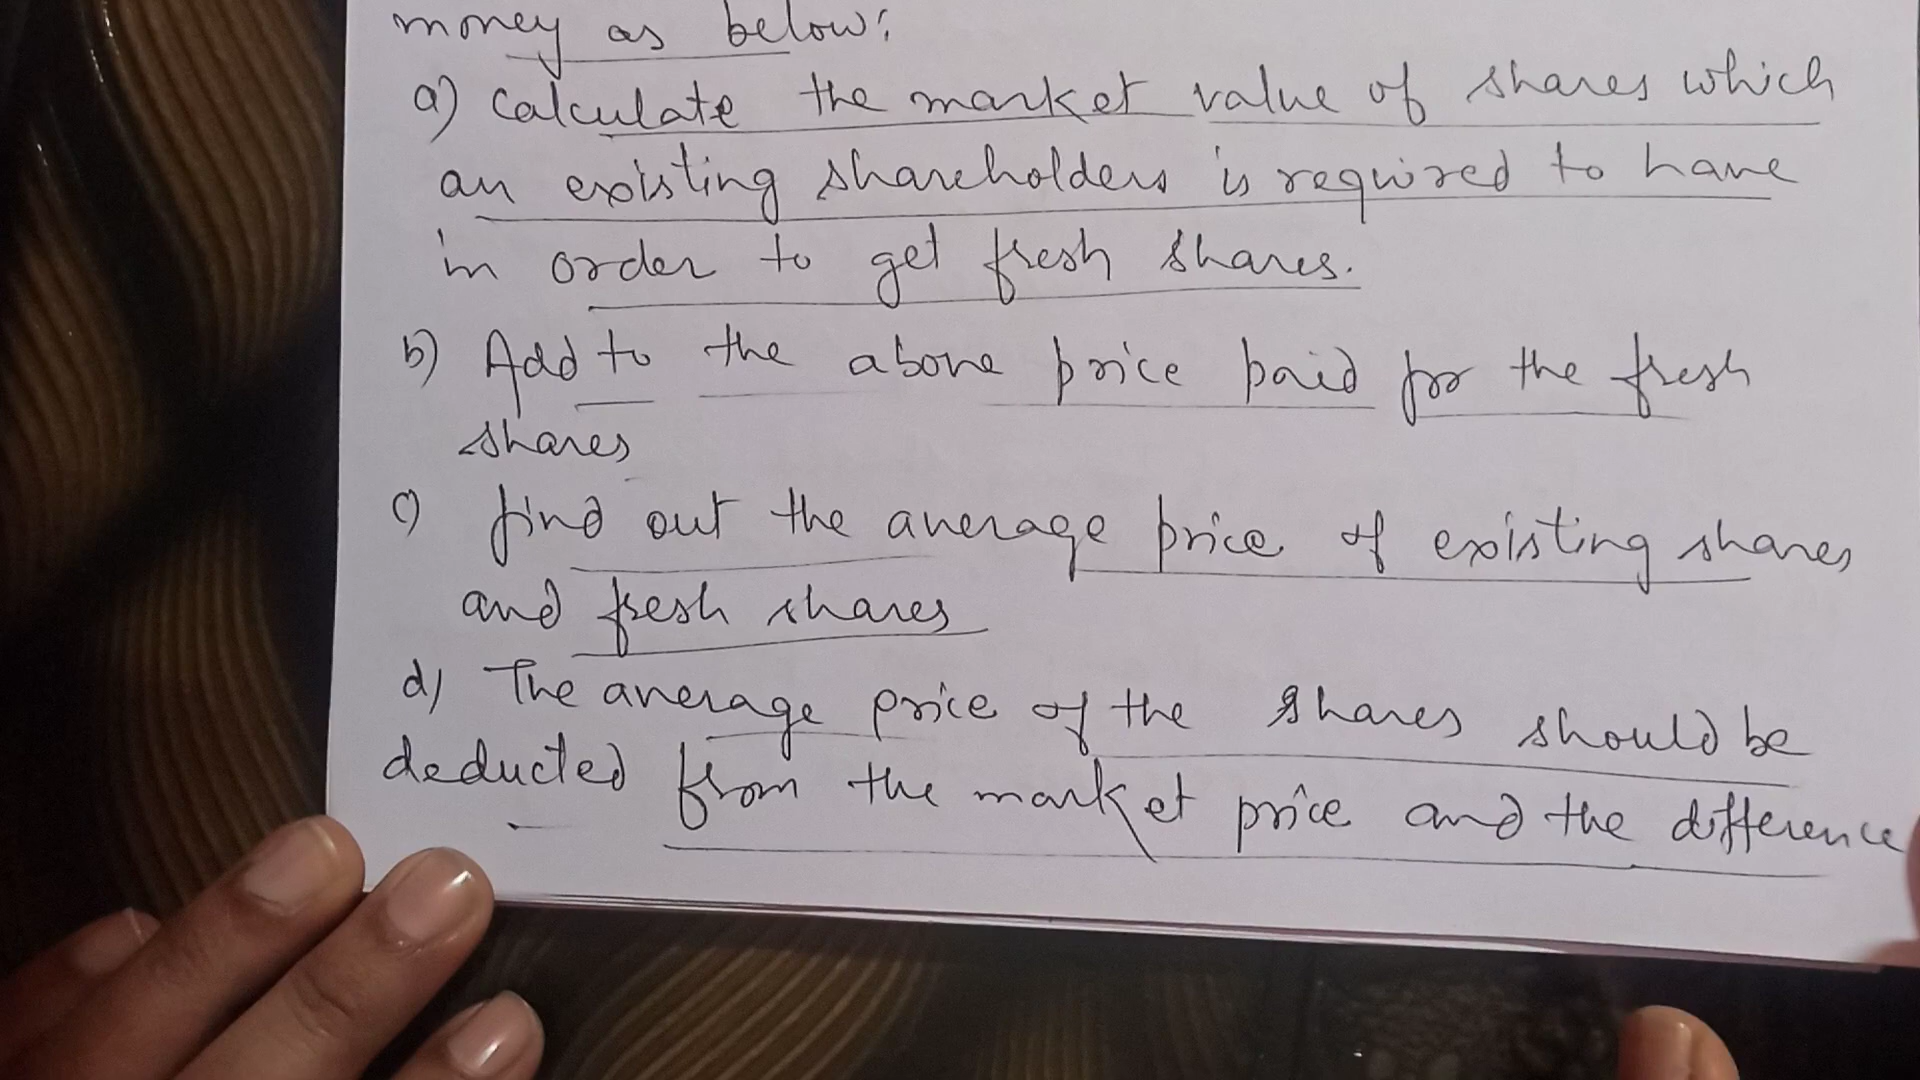 money as below:
a) Calculate the market value of shares which
an existing shareholders is required to have
in order to get fresh shares.
b) Add to the above price paid for the fresh
shares
c) find out the average price of existing shares
and fresh shares
d) The average price of the shares should be
deducted from the market price and the difference